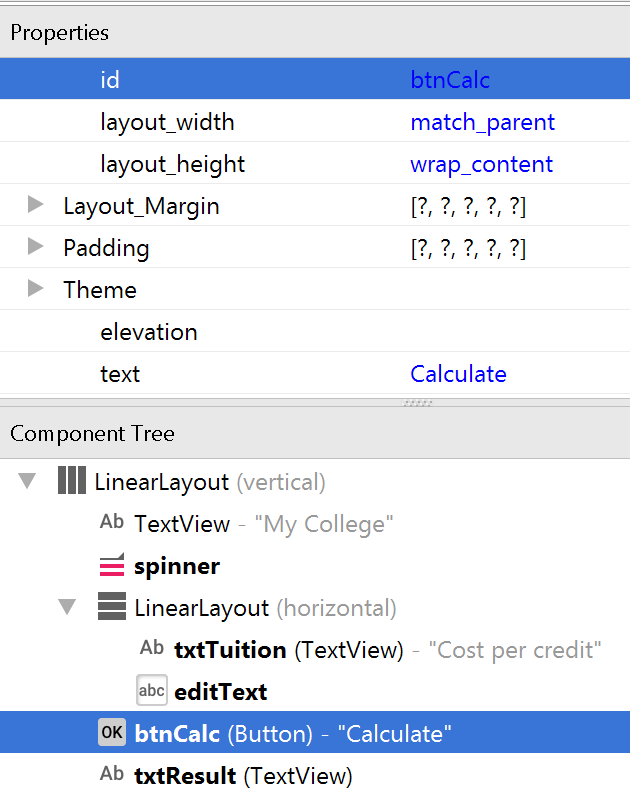 Properties
id btnCalc
layout_width match_parent
layout_height wrap_content
Layout_Margin [?, ?, ?, ?, ?]
Padding [?, ?, ?, ?, ?]
Theme
elevation
text Calculate
Component Tree
LinearLayout (vertical)
Ab TextView - "My College"
spinner
LinearLayout (horizontal)
Ab txtTuition (TextView) - "Cost per credit"
abc editText
OK btnCalc (Button) - "Calculate"
Ab txtResult (TextView)